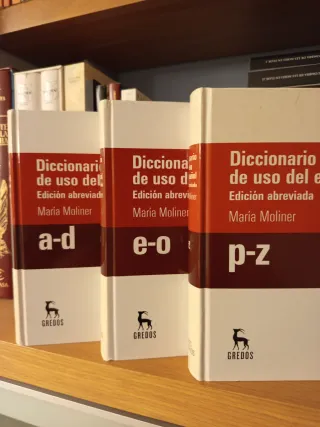 Diccionario
de uso del
Edición abreviada
María Moliner
a-d
GREDOS
Dicciona
de uso d
Edición abrevia
María Moliner
e-o
GREDOS
Diccionario
de uso del e
Edición abreviada
María Moliner
p-z
GREDOS